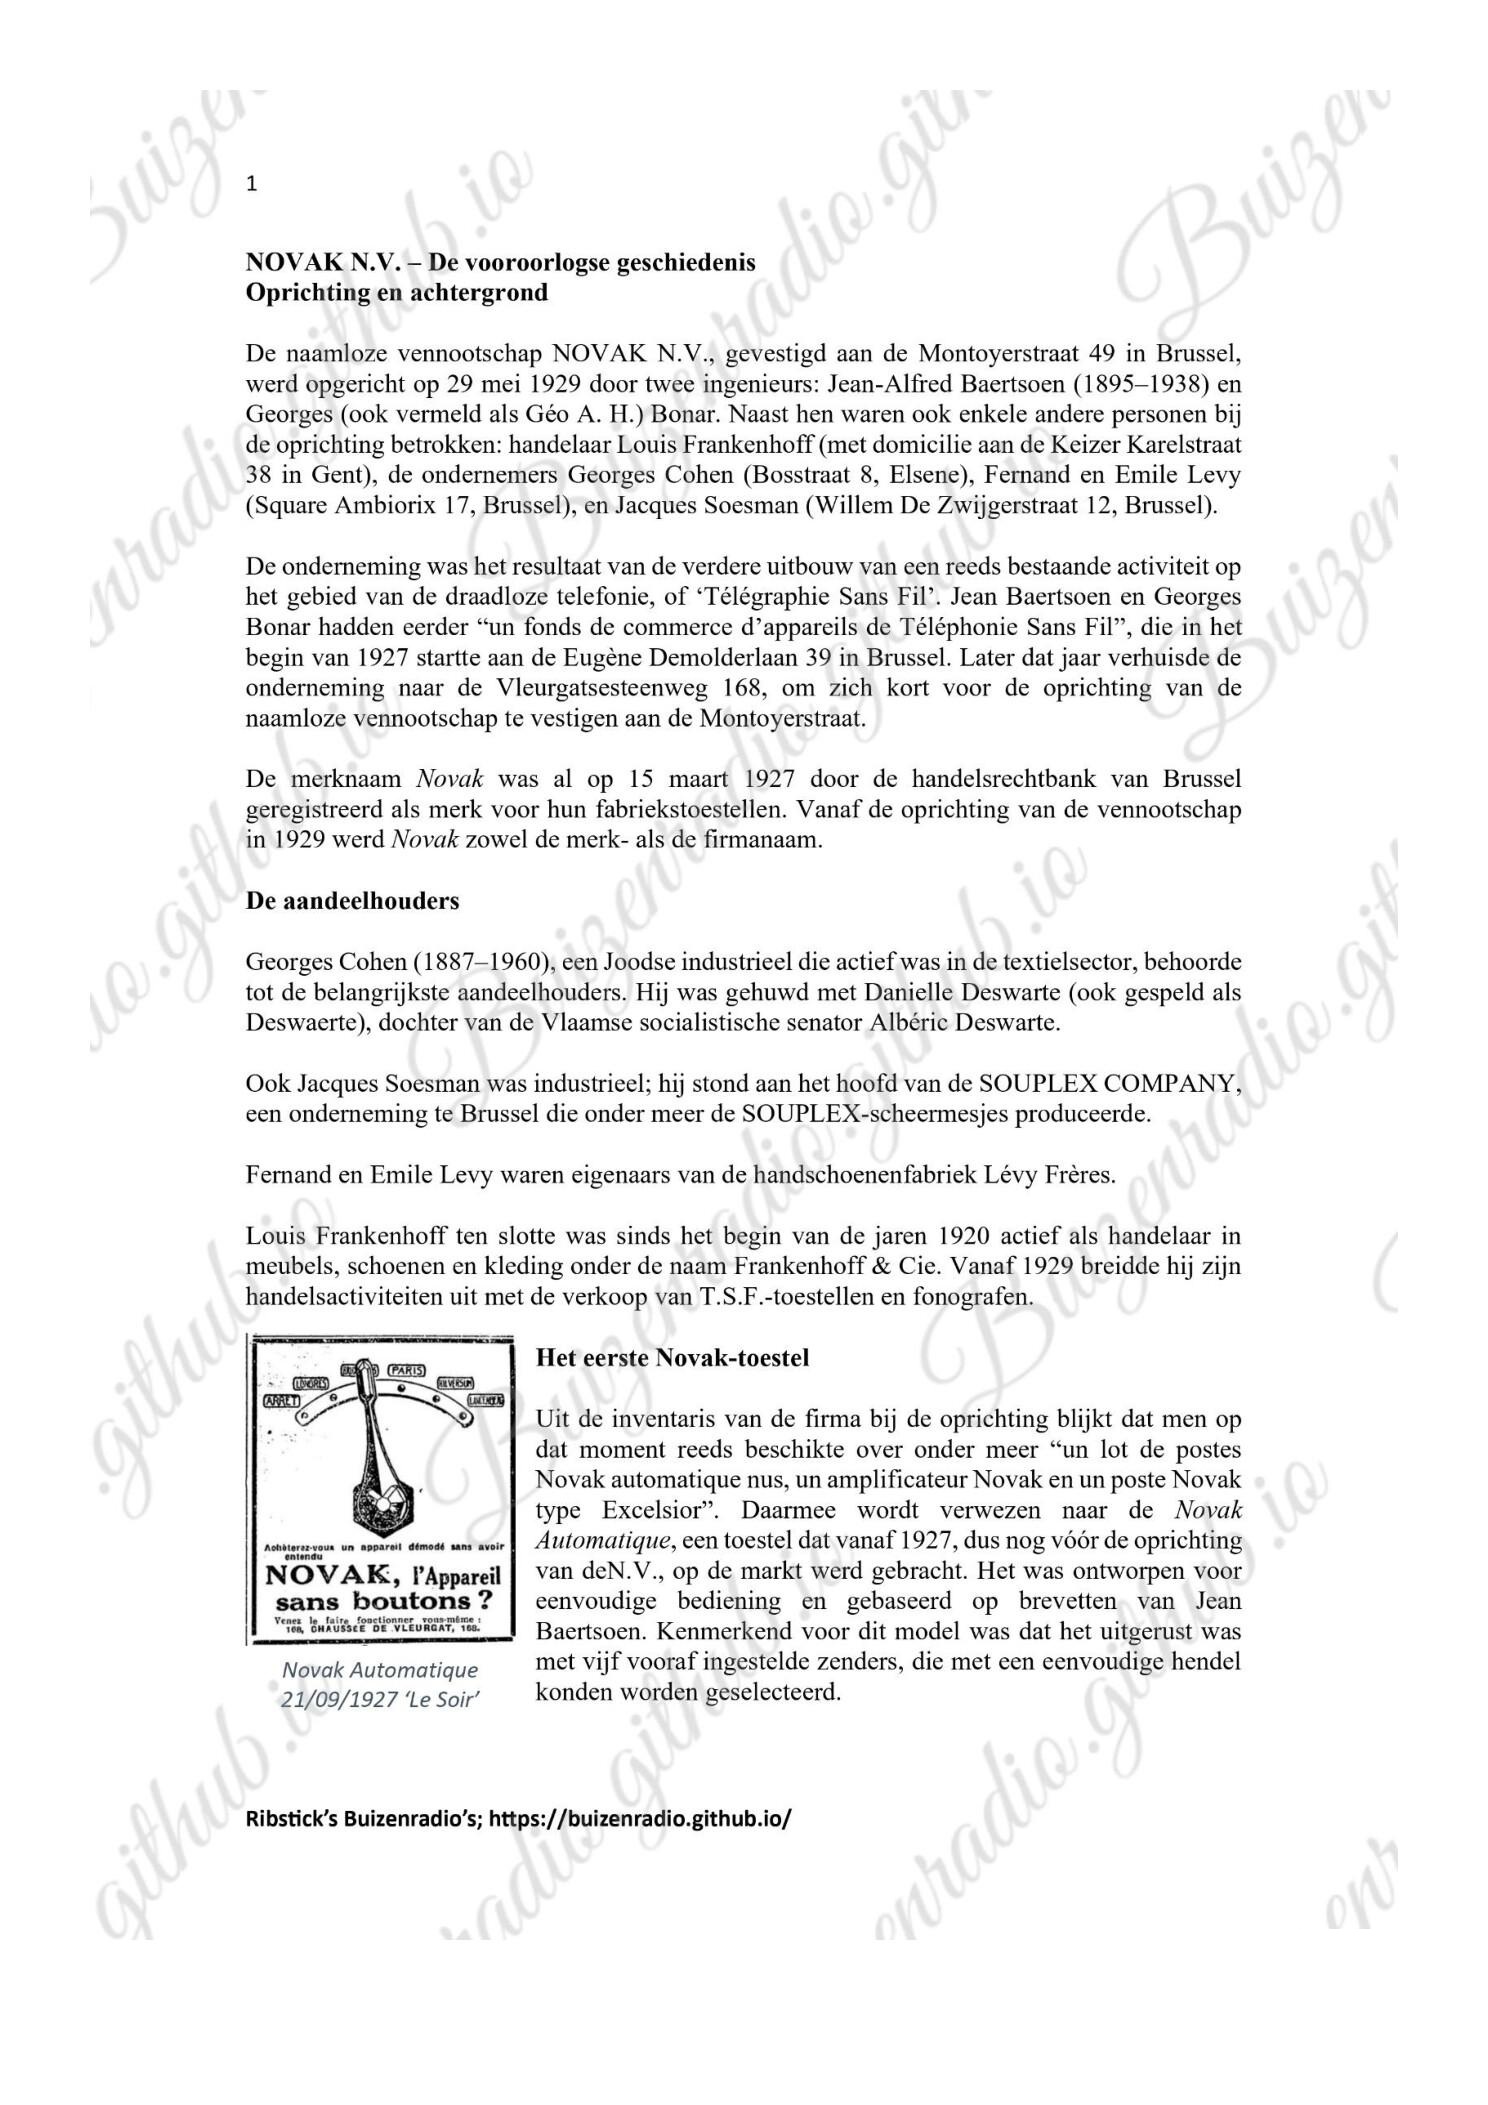 1
NOVAK N.V. – De vooroorlogse geschiedenis
Oprichting en achtergrond
De naamloze vennootschap NOVAK N.V., gevestigd aan de Montoyerstraat 49 in Brussel,
werd opgericht op 29 mei 1929 door twee ingenieurs: Jean-Alfred Baertsoen (1895–1938) en
Georges (ook vermeld als Géo A. H.) Bonar. Naast hen waren ook enkele andere personen bij
de oprichting betrokken: handelaar Louis Frankenhoff (met domicilie aan de Keizer Karelstraat
38 in Gent), de ondernemers Georges Cohen (Bosstraat 8, Elsene), Fernand en Emile Levy
(Square Ambiorix 17, Brussel), en Jacques Soesman (Willem De Zwijgerstraat 12, Brussel).
De onderneming was het resultaat van de verdere uitbouw van een reeds bestaande activiteit op
het gebied van de draadloze telefonie, of ‘Télégraphie Sans Fil’. Jean Baertsoen en Georges
Bonar hadden eerder “un fonds de commerce d’appareils de Téléphonie Sans Fil”, die in het
begin van 1927 startte aan de Eugène Demolderlaan 39 in Brussel. Later dat jaar verhuisde de
onderneming naar de Vleurgatsesteenweg 168, om zich kort voor de oprichting van de
naamloze vennootschap te vestigen aan de Montoyerstraat.
De merknaam Novak was al op 15 maart 1927 door de handelsrechtbank van Brussel
geregistreerd als merk voor hun fabriekstoestellen. Vanaf de oprichting van de vennootschap
in 1929 werd Novak zowel de merk- als de firmanaam.
De aandeelhouders
Georges Cohen (1887–1960), een Joodse industrieel die actief was in de textielsector, behoorde
tot de belangrijkste aandeelhouders. Hij was gehuwd met Danielle Deswarte (ook gespeld als
Deswaerte), dochter van de Vlaamse socialistische senator Albéric Deswarte.
Ook Jacques Soesman was industrieel; hij stond aan het hoofd van de SOUPLEX COMPANY,
een onderneming te Brussel die onder meer de SOUPLEX-scheermesjes produceerde.
Fernand en Emile Levy waren eigenaars van de handschoenenfabriek Lévy Frères.
Louis Frankenhoff ten slotte was sinds het begin van de jaren 1920 actief als handelaar in
meubels, schoenen en kleding onder de naam Frankenhoff & Cie. Vanaf 1929 breidde hij zijn
handelsactiviteiten uit met de verkoop van T.S.F.-toestellen en fonografen.
ARRET
LONDRES
PARIS
HILVERSUM
Achèterez-vous un appareil démodé sans avoir
entendu
NOVAK, l'Appareil
sans boutons ?
Venez le faire fonctionner vous-même :
168, CHAUSSÉE DE VLEURGAT, 168.
Novak Automatique
21/09/1927 ‘Le Soir’
Het eerste Novak-toestel
Uit de inventaris van de firma bij de oprichting blijkt dat men op
dat moment reeds beschikte over onder meer “un lot de postes
Novak automatique nus, un amplificateur Novak en un poste Novak
type Excelsior”. Daarmee wordt verwezen naar de Novak
Automatique, een toestel dat vanaf 1927, dus nog vóór de oprichting
van deN.V., op de markt werd gebracht. Het was ontworpen voor
eenvoudige bediening en gebaseerd op brevetten van Jean
Baertsoen. Kenmerkend voor dit model was dat het uitgerust was
met vijf vooraf ingestelde zenders, die met een eenvoudige hendel
konden worden geselecteerd.
Ribstick’s Buizenradio’s; https://buizenradio.github.io/
Buizenradio.github.io